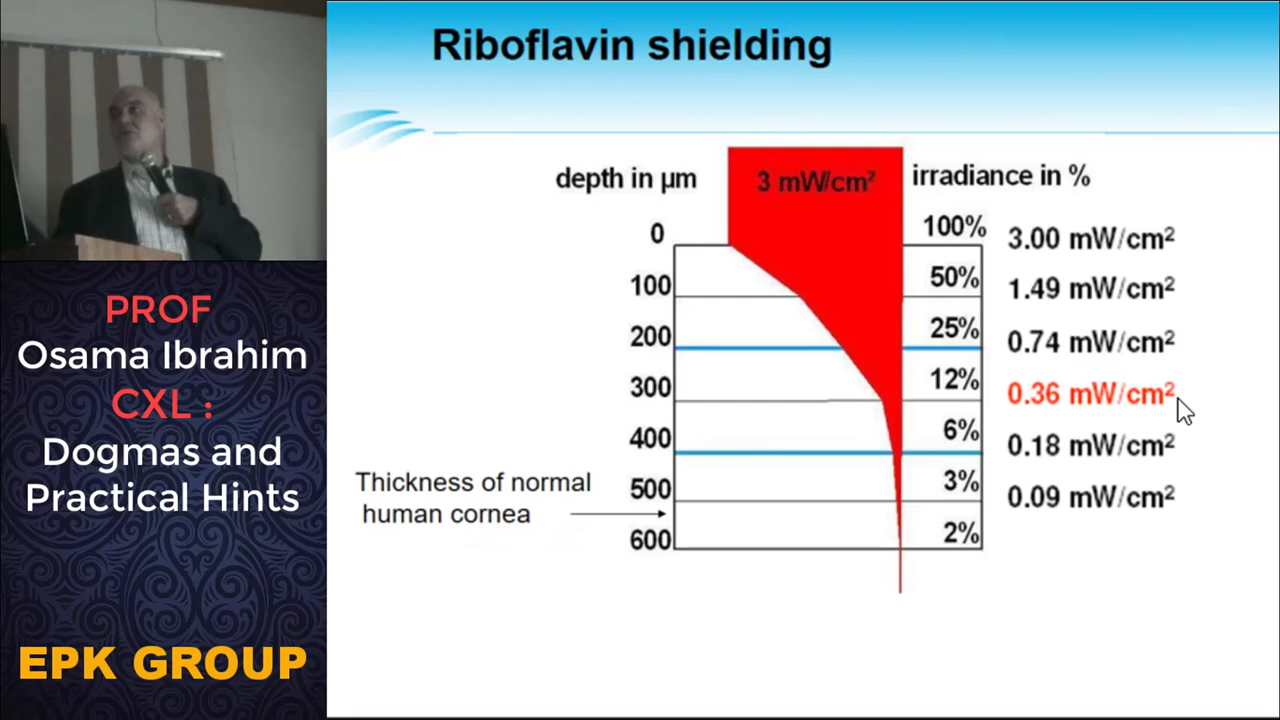 Riboflavin shielding
depth in µm
3 mW/cm²
irradiance in %
0
100%
3.00 mW/cm²
100
50%
1.49 mW/cm²
200
25%
0.74 mW/cm²
300
12%
0.36 mW/cm²
400
6%
0.18 mW/cm²
500
3%
0.09 mW/cm²
600
2%
Thickness of normal
human cornea
PROF
Osama Ibrahim
CXL :
Dogmas and
Practical Hints
EPK GROUP